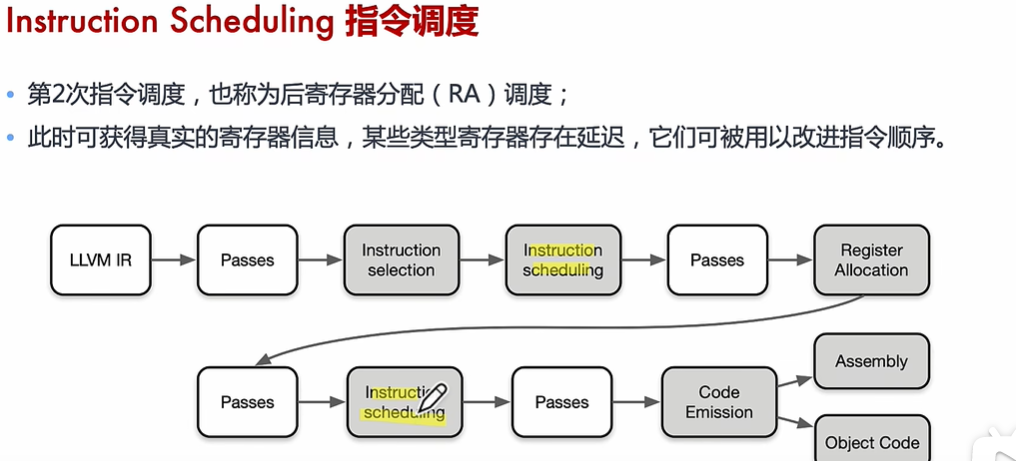 Instruction Scheduling 指令调度
• 第2次指令调度，也称为后寄存器分配（RA）调度；
• 此时可获得真实的寄存器信息，某些类型寄存器存在延迟，它们可被用以改进指令顺序。
LLVM IR
Passes
Instruction
selection
Instruction
scheduling
Passes
Register
Allocation
Passes
Instruction
scheduling
Passes
Code
Emission
Assembly
Object Code